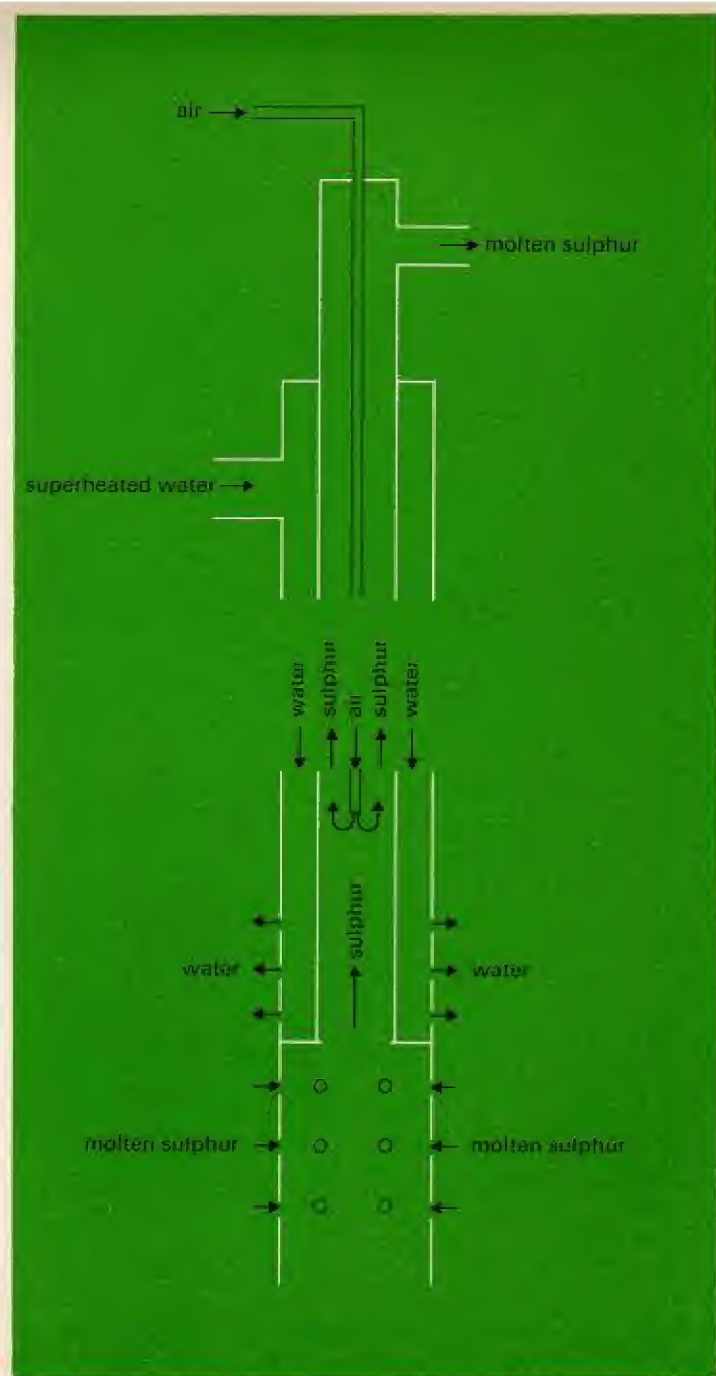 air
molten sulphur
superheated water
water
sulphur
air
sulphur
water
sulphur
water
water
molten sulphur
molten sulphur